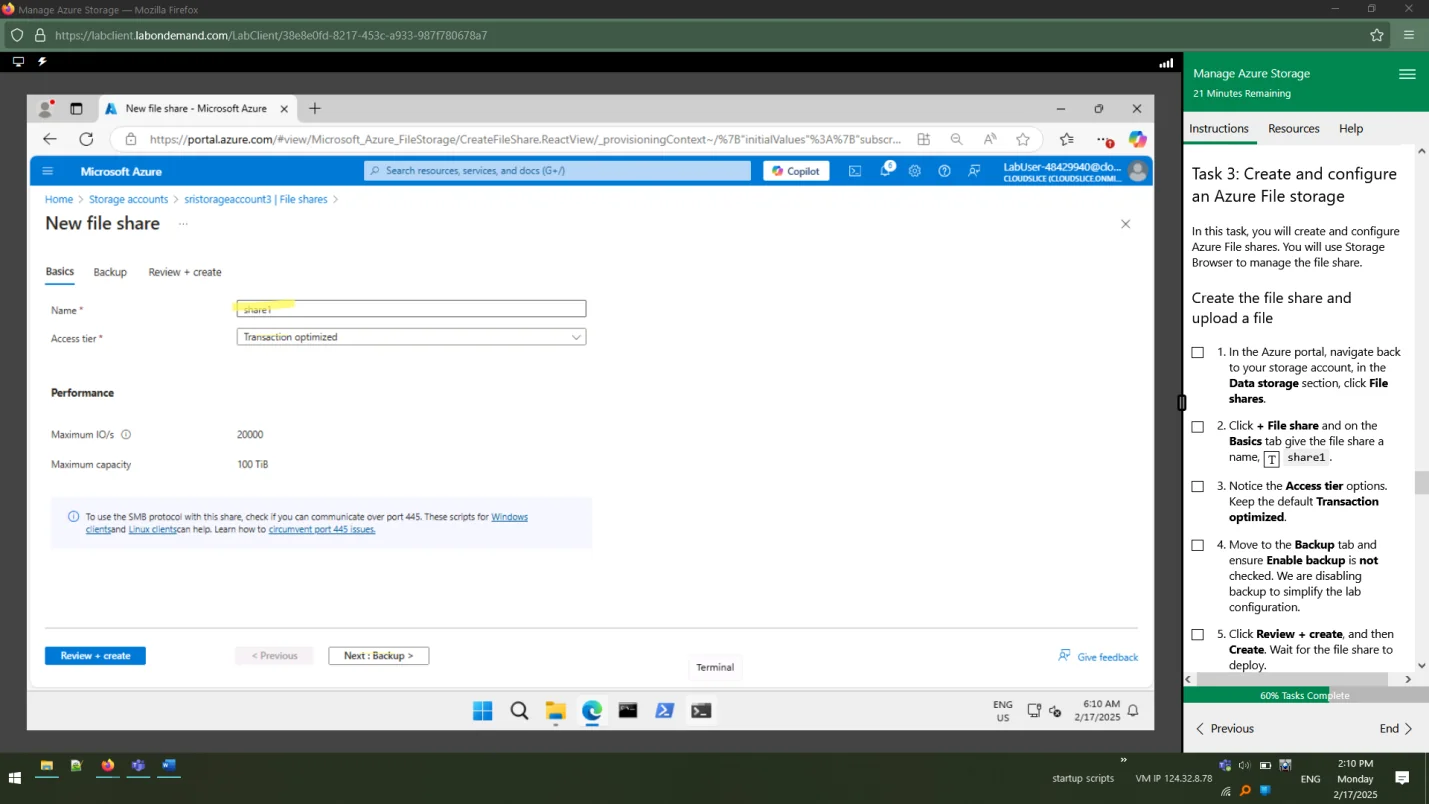 Manage Azure Storage — Mozilla Firefox
https://labclient.labondemand.com/LabClient/38e8e0fd-8217-453c-a933-987f780678a7
New file share - Microsoft Azure
https://portal.azure.com/#view/Microsoft_Azure_FileStorage/CreateFileShare.ReactView/_provisioningContext~/%7B"initialValues"%3A%7B"subscr...
Microsoft Azure
Search resources, services, and docs (G+/)
Copilot
6
LabUser-48429940@clo...
CLOUDSLICE (CLOUDSLICE.ONMI...
Home > Storage accounts > sristorageaccount3 | File shares >
New file share ...
Basics
Backup
Review + create
Name *
share1
Access tier *
Transaction optimized
Performance
Maximum IO/s
20000
Maximum capacity
100 TiB
To use the SMB protocol with this share, check if you can communicate over port 445. These scripts for Windows
clientsand Linux clientscan help. Learn how to circumvent port 445 issues.
Review + create
< Previous
Next : Backup >
Give feedback
Terminal
ENG
US
6:10 AM
2/17/2025
Manage Azure Storage
21 Minutes Remaining
Instructions
Resources
Help
Task 3: Create and configure
an Azure File storage
In this task, you will create and configure
Azure File shares. You will use Storage
Browser to manage the file share.
Create the file share and
upload a file
1. In the Azure portal, navigate back
to your storage account, in the
Data storage section, click File
shares.
2. Click + File share and on the
Basics tab give the file share a
name, T share1 .
3. Notice the Access tier options.
Keep the default Transaction
optimized.
4. Move to the Backup tab and
ensure Enable backup is not
checked. We are disabling
backup to simplify the lab
configuration.
5. Click Review + create, and then
Create. Wait for the file share to
deploy.
60% Tasks Complete
Previous
End
startup scripts
VM IP 124.32.8.78
ENG
2:10 PM
Monday
2/17/2025